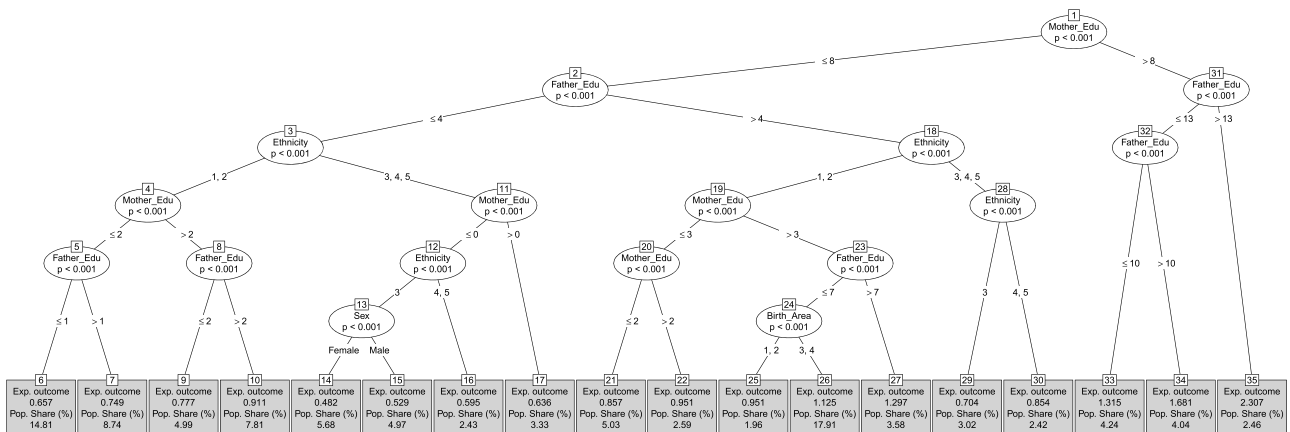 1
Mother_Edu
p < 0.001
≤ 8
> 8
2
Father_Edu
p < 0.001
31
Father_Edu
p < 0.001
≤ 4
> 4
≤ 13
> 13
3
Ethnicity
p < 0.001
18
Ethnicity
p < 0.001
32
Father_Edu
p < 0.001
1, 2
3, 4, 5
1, 2
3, 4, 5
4
Mother_Edu
p < 0.001
11
Mother_Edu
p < 0.001
19
Mother_Edu
p < 0.001
28
Ethnicity
p < 0.001
≤ 2
> 2
≤ 0
> 0
≤ 3
> 3
5
Father_Edu
p < 0.001
8
Father_Edu
p < 0.001
12
Ethnicity
p < 0.001
20
Mother_Edu
p < 0.001
23
Father_Edu
p < 0.001
≤ 10
> 10
3
4, 5
≤ 7
> 7
3
4, 5
13
Sex
p < 0.001
24
Birth_Area
p < 0.001
≤ 1
> 1
≤ 2
> 2
≤ 2
> 2
Female
Male
1, 2
3, 4
6
Exp. outcome
0.657
Pop. Share (%)
14.81
7
Exp. outcome
0.749
Pop. Share (%)
8.74
9
Exp. outcome
0.777
Pop. Share (%)
4.99
10
Exp. outcome
0.911
Pop. Share (%)
7.81
14
Exp. outcome
0.482
Pop. Share (%)
5.68
15
Exp. outcome
0.529
Pop. Share (%)
4.97
16
Exp. outcome
0.595
Pop. Share (%)
2.43
17
Exp. outcome
0.636
Pop. Share (%)
3.33
21
Exp. outcome
0.857
Pop. Share (%)
5.03
22
Exp. outcome
0.951
Pop. Share (%)
2.59
25
Exp. outcome
0.951
Pop. Share (%)
1.96
26
Exp. outcome
1.125
Pop. Share (%)
17.91
27
Exp. outcome
1.297
Pop. Share (%)
3.58
29
Exp. outcome
0.704
Pop. Share (%)
3.02
30
Exp. outcome
0.854
Pop. Share (%)
2.42
33
Exp. outcome
1.315
Pop. Share (%)
4.24
34
Exp. outcome
1.681
Pop. Share (%)
4.04
35
Exp. outcome
2.307
Pop. Share (%)
2.46